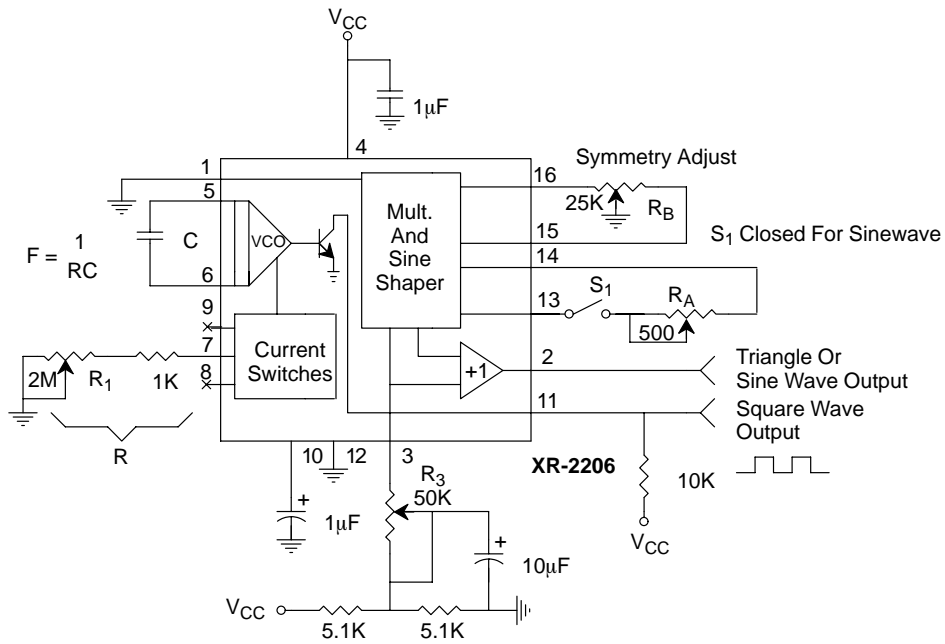 VCC
1μF
4
1
16
Symmetry Adjust
5
25K
RB
Mult.
And
Sine
Shaper
VCO
C
15
S1 Closed For Sinewave
F = 1
RC
14
6
S1
RA
13
9
500
7
Current
Switches
+1
2
Triangle Or
Sine Wave Output
2M
R1
1K
8
11
Square Wave
Output
R
10
12
3
XR-2206
R3
50K
10K
1μF
+
VCC
+
10μF
VCC
5.1K
5.1K